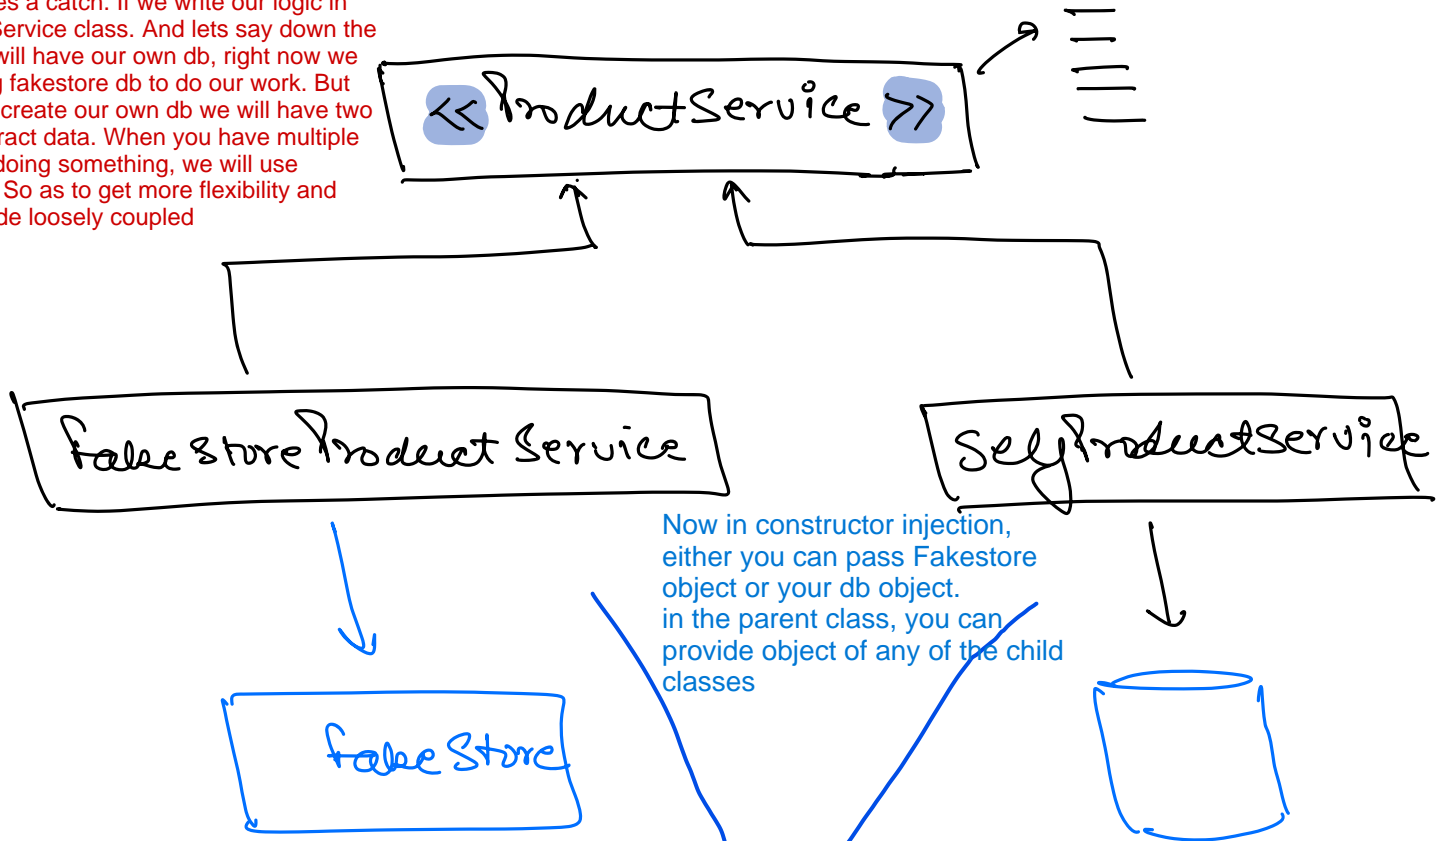 es a catch. If we write our logic in
Service class. And lets say down the
will have our own db, right now we
g fakestore db to do our work. But
create our own db we will have two
ract data. When you have multiple
doing something, we will use
So as to get more flexibility and
de loosely coupled
<< ProductService >>
FakeStoreProductService
SelfProductService
Now in constructor injection,
either you can pass Fakestore
object or your db object.
in the parent class, you can
provide object of any of the child
classes
FakeStore